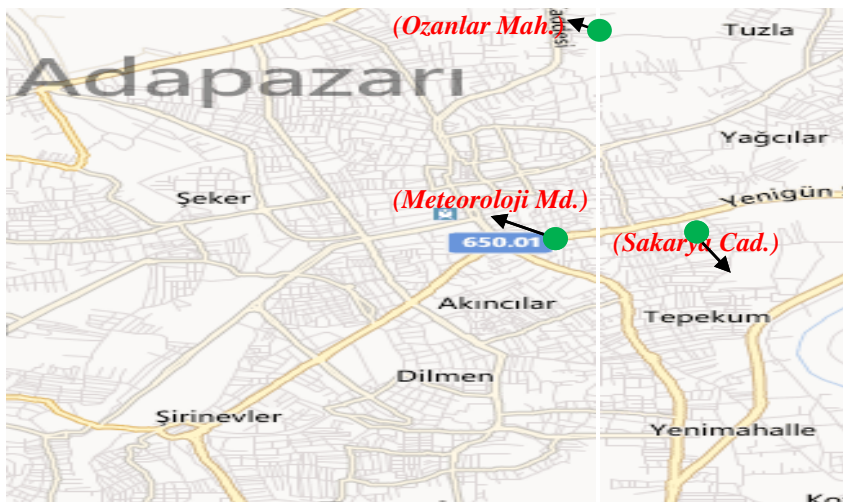 (Ozanlar Mah.)
Tuzla
Adapazarı
Yağcılar
Şeker
(Meteoroloji Md.)
Yenigün
650.01
(Sakarya Cad.)
Akıncılar
Tepekum
Dilmen
Şirinevler
Yenimahalle